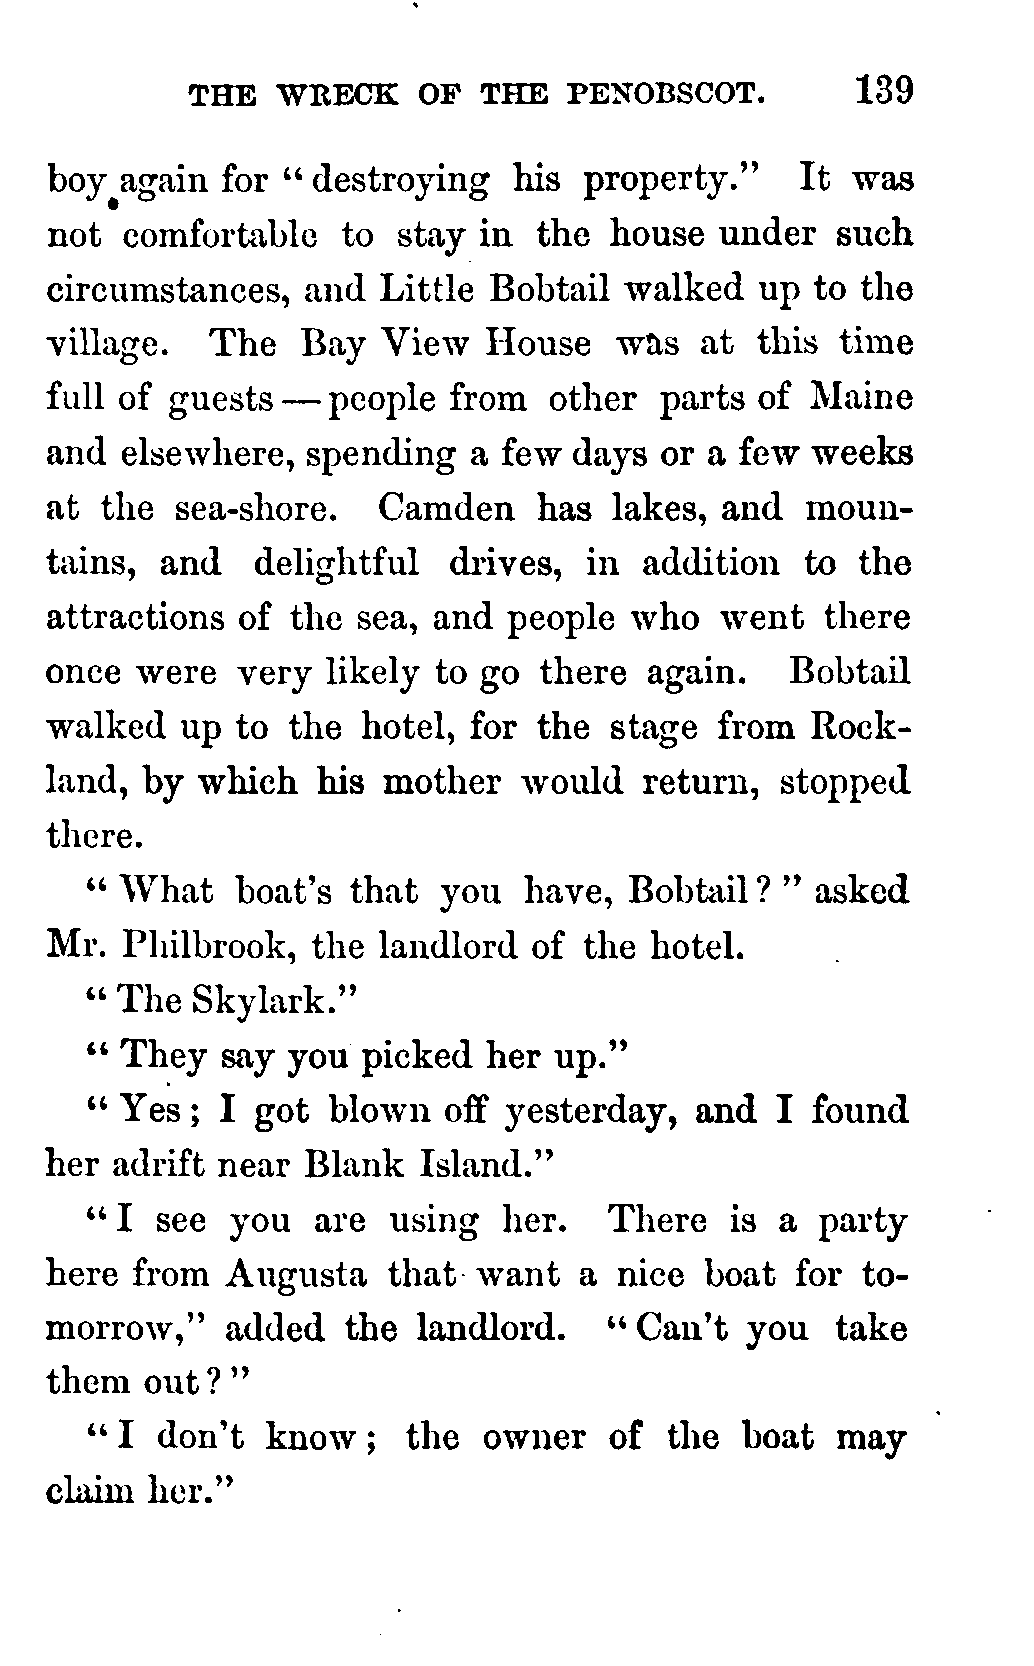 THE WRECK OF THE PENOBSCOT. 139
boy again for “ destroying his property.” It was
not comfortable to stay in the house under such
circumstances, and Little Bobtail walked up to the
village. The Bay View House was at this time
full of guests — people from other parts of Maine
and elsewhere, spending a few days or a few weeks
at the sea-shore. Camden has lakes, and moun-
tains, and delightful drives, in addition to the
attractions of the sea, and people who went there
once were very likely to go there again. Bobtail
walked up to the hotel, for the stage from Rock-
land, by which his mother would return, stopped
there.
“ What boat’s that you have, Bobtail ? ” asked
Mr. Philbrook, the landlord of the hotel.
“ The Skylark.”
“ They say you picked her up.”
“ Yes ; I got blown off yesterday, and I found
her adrift near Blank Island.”
“ I see you are using her. There is a party
here from Augusta that want a nice boat for to-
morrow,” added the landlord. “ Can’t you take
them out ? ”
“ I don’t know ; the owner of the boat may
claim her.”